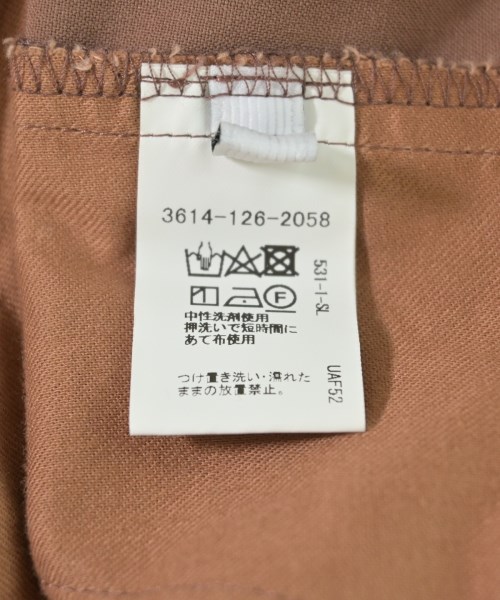 3614-126-2058
F
中性洗剤使用
押洗いで短時間に
あて布使用
つけ置き洗い・濡れた
ままの放置禁止。
531-1-SL
UAF52